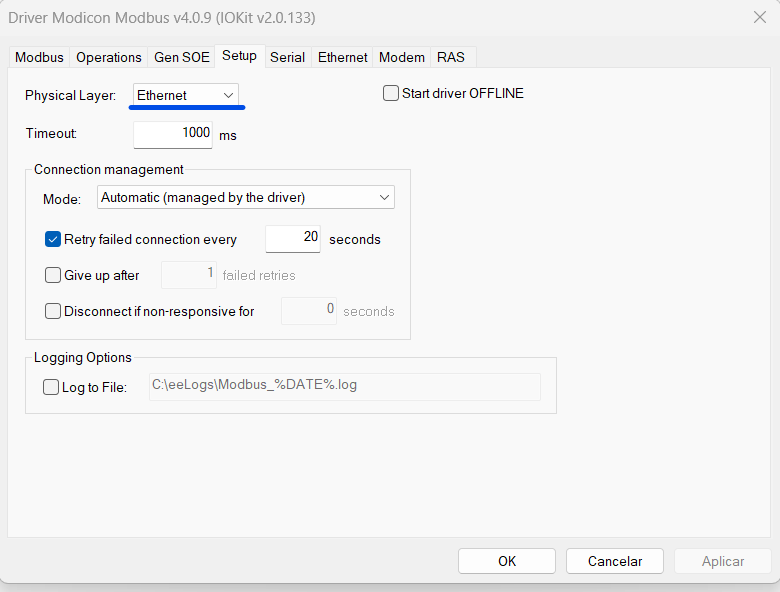 Driver Modicon Modbus v4.0.9 (IOKit v2.0.133)
Modbus Operations Gen SOE Setup Serial Ethernet Modem RAS
Physical Layer: Ethernet Start driver OFFLINE
Timeout: 1000 ms
Connection management
Mode: Automatic (managed by the driver)
Retry failed connection every 20 seconds
Give up after 1 failed retries
Disconnect if non-responsive for 0 seconds
Logging Options
Log to File: C:\eeLogs\Modbus_%DATE%.log
OK Cancelar Aplicar